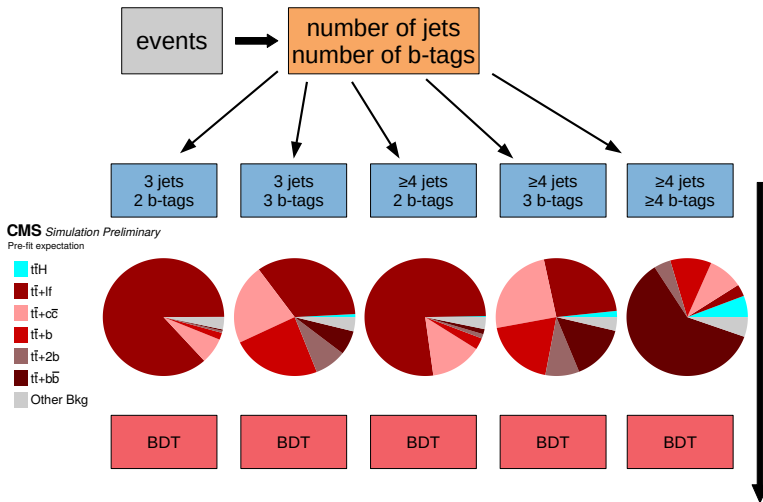 events
number of jets
number of b-tags
3 jets
2 b-tags
3 jets
3 b-tags
≥4 jets
2 b-tags
≥4 jets
3 b-tags
≥4 jets
≥4 b-tags
CMS Simulation Preliminary
Pre-fit expectation
tt̄H
tt̄+lf
tt̄+cc̄
tt̄+b
tt̄+2b
tt̄+bb̄
Other Bkg
BDT
BDT
BDT
BDT
BDT